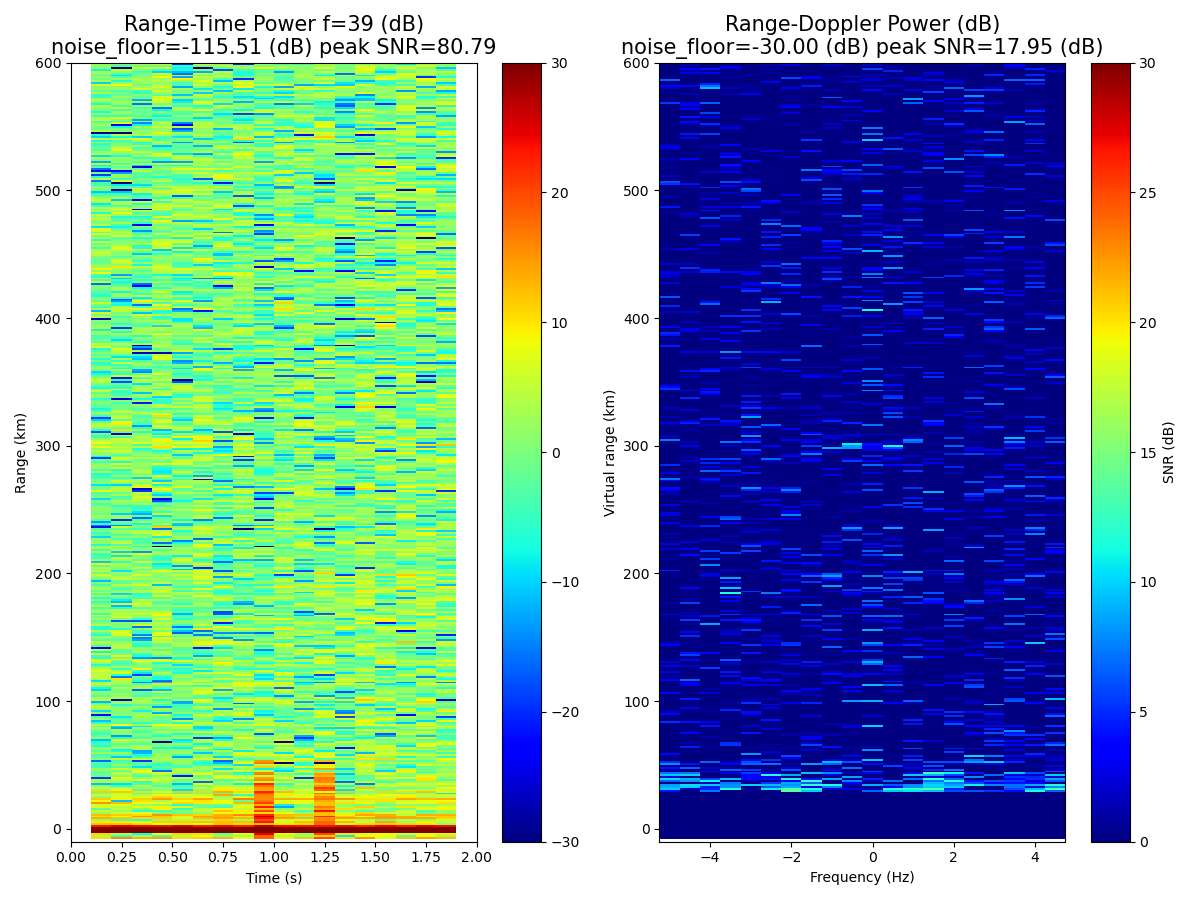 Range-Time Power f=39 (dB)
noise_floor=-115.51 (dB) peak SNR=80.79
Range-Doppler Power (dB)
noise_floor=-30.00 (dB) peak SNR=17.95 (dB)
600
500
400
300
200
100
0
Range (km)
0.00 0.25 0.50 0.75 1.00 1.25 1.50 1.75 2.00
Time (s)
30
20
10
0
−10
−20
−30
600
500
400
300
200
100
0
Virtual range (km)
−4 −2 0 2 4
Frequency (Hz)
30
25
20
15
10
5
0
SNR (dB)